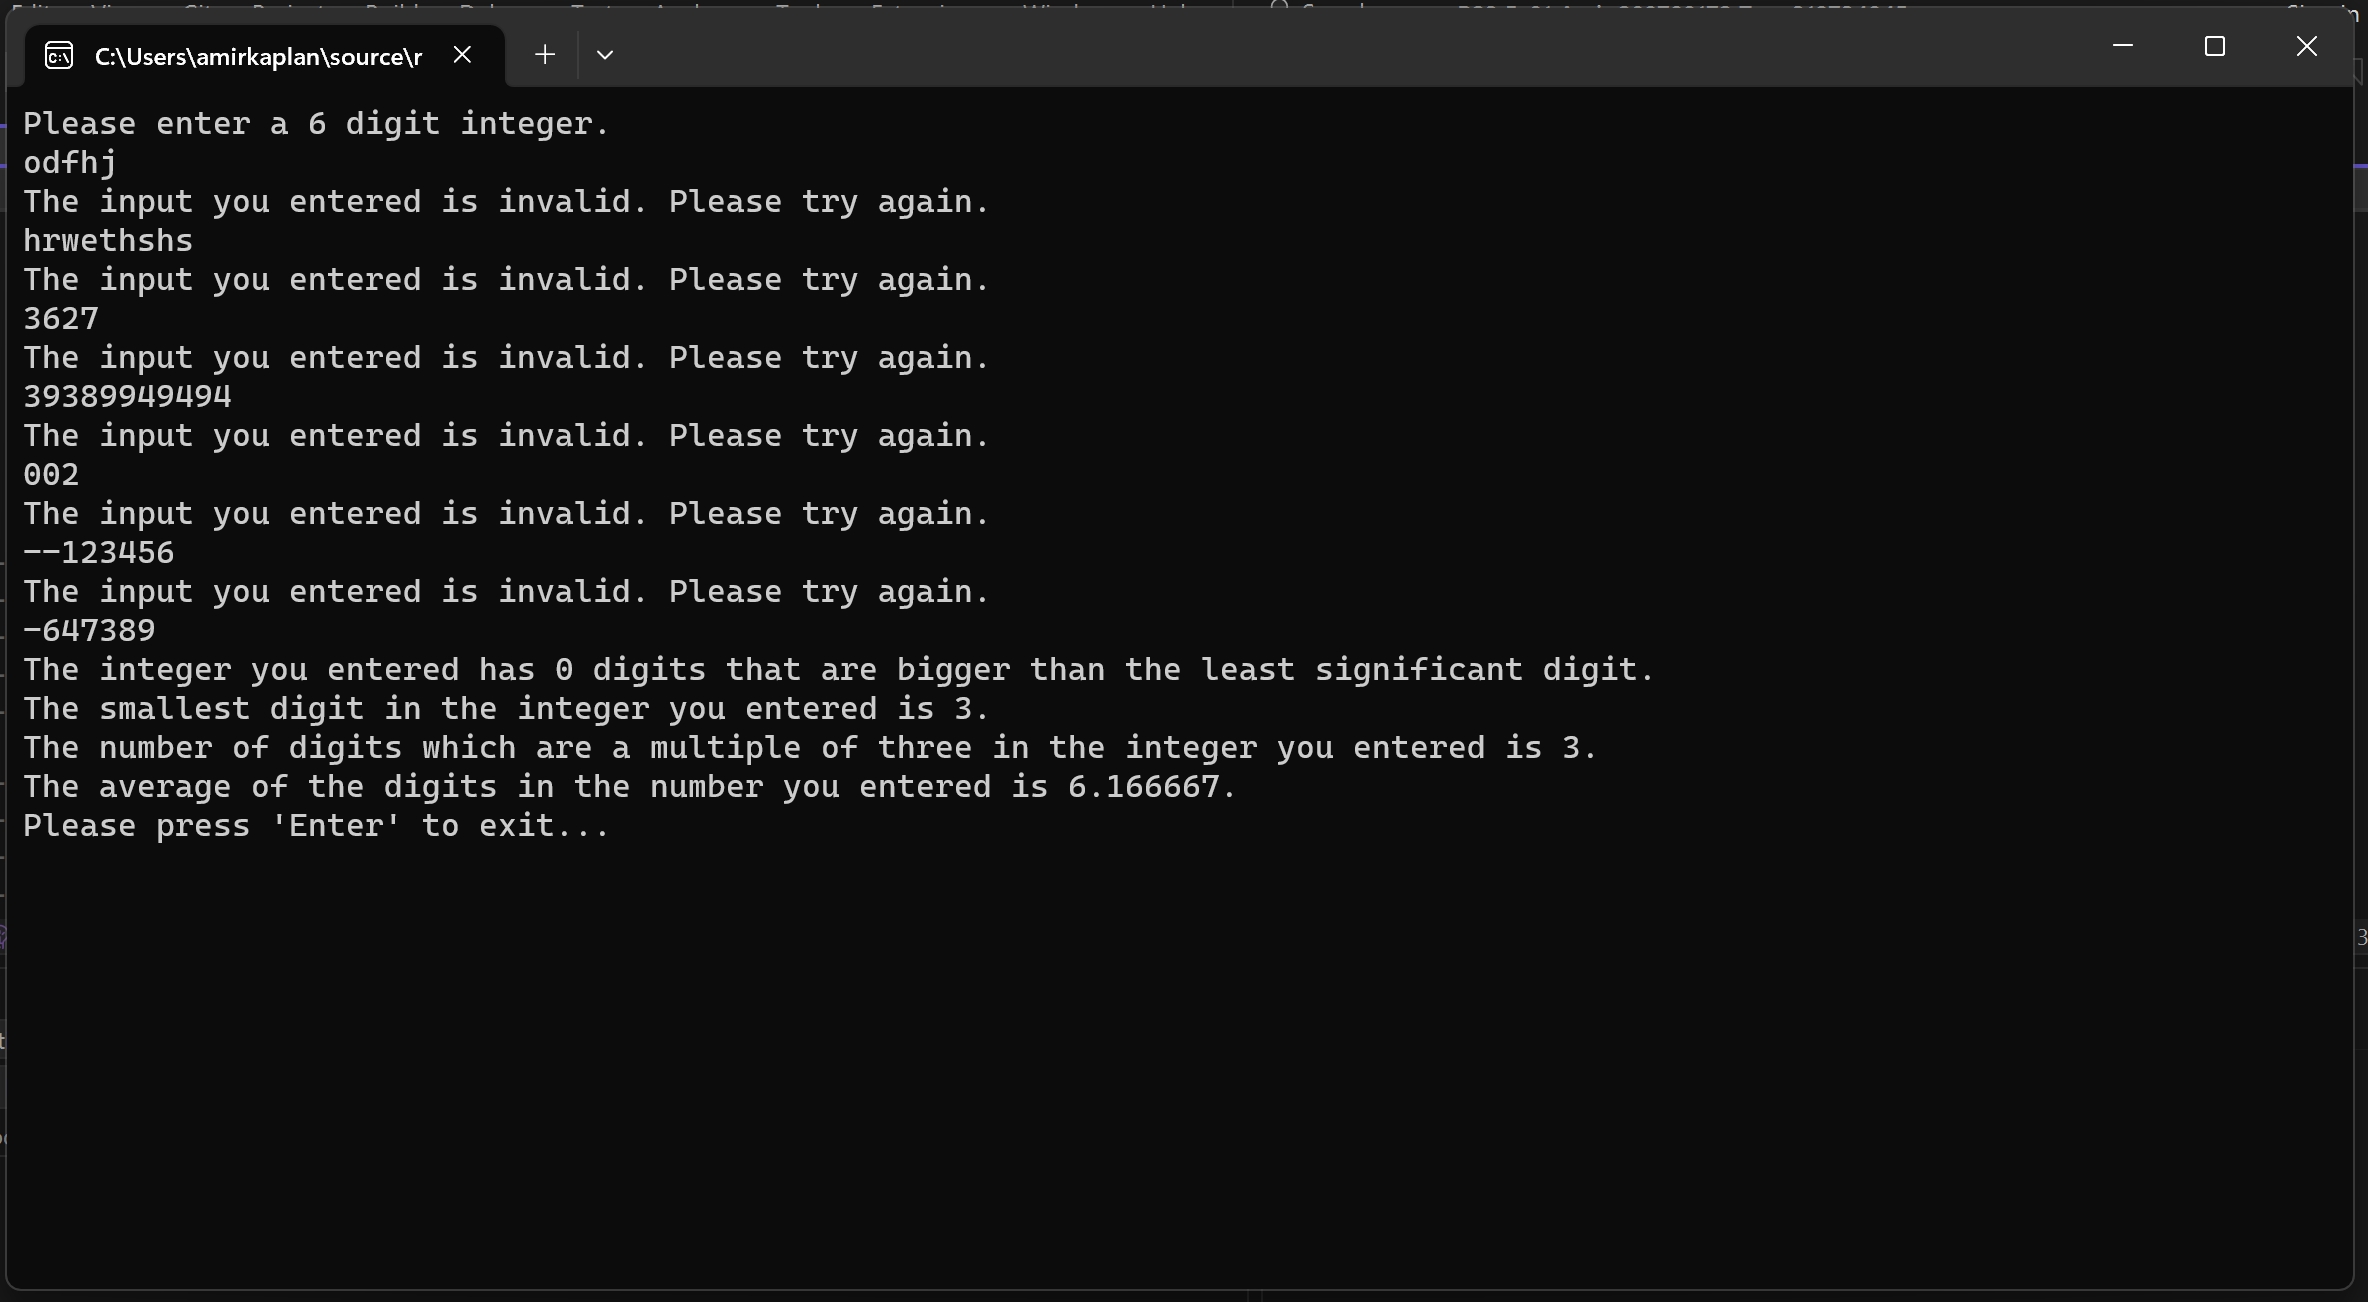 C:\Users\amirkaplan\source\r
Please enter a 6 digit integer.
odfhj
The input you entered is invalid. Please try again.
hrwethshs
The input you entered is invalid. Please try again.
3627
The input you entered is invalid. Please try again.
39389949494
The input you entered is invalid. Please try again.
002
The input you entered is invalid. Please try again.
--123456
The input you entered is invalid. Please try again.
-647389
The integer you entered has 0 digits that are bigger than the least significant digit.
The smallest digit in the integer you entered is 3.
The number of digits which are a multiple of three in the integer you entered is 3.
The average of the digits in the number you entered is 6.166667.
Please press 'Enter' to exit...